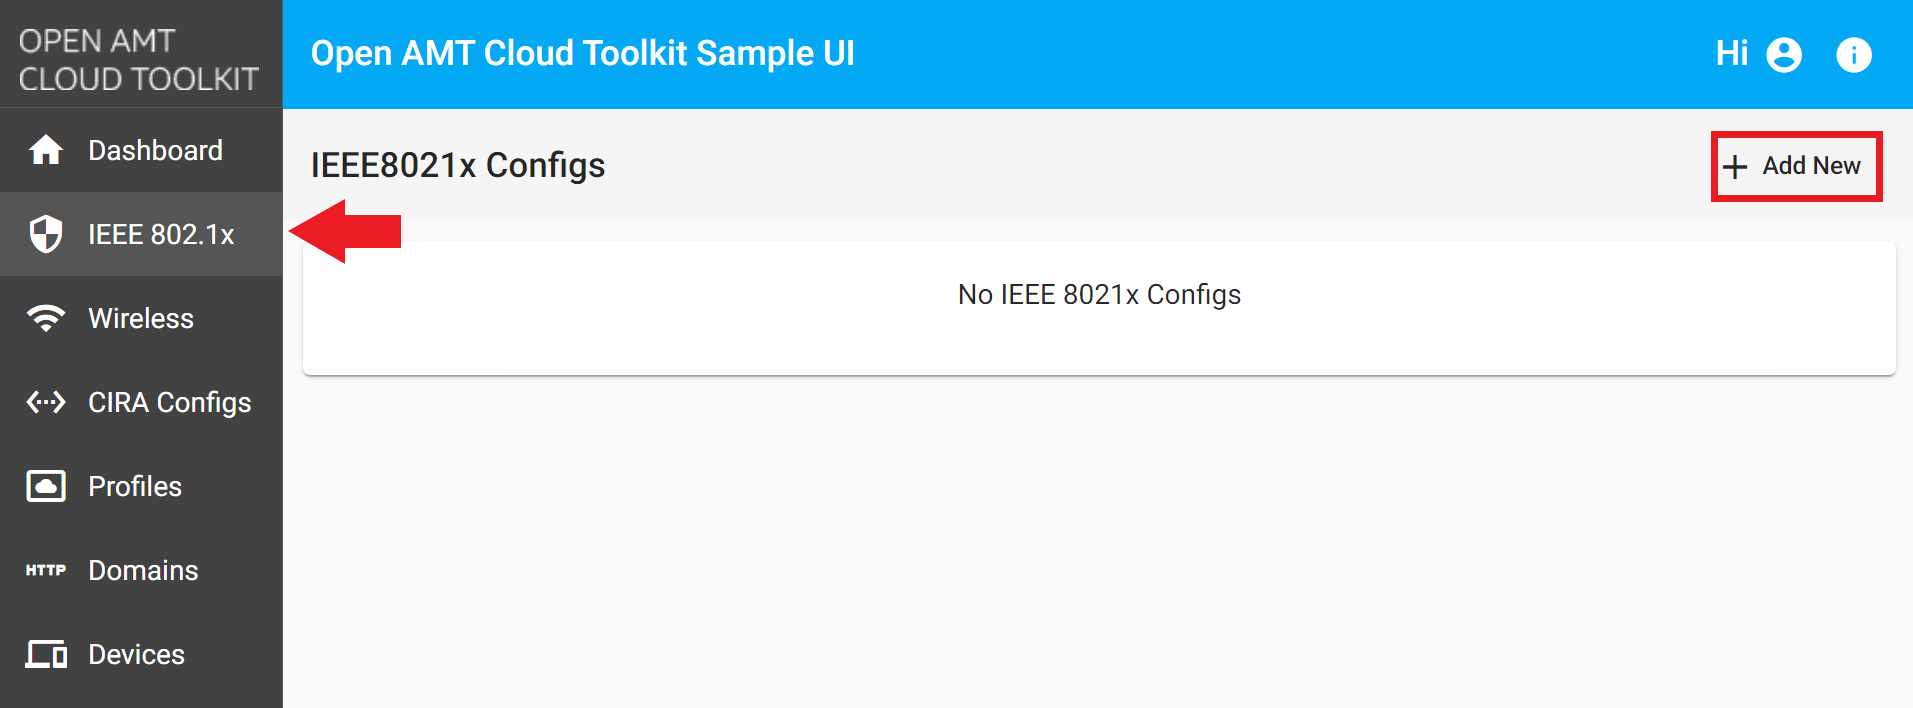 OPEN AMT
CLOUD TOOLKIT
Open AMT Cloud Toolkit Sample UI
Hi
Dashboard
IEEE 802.1x
Wireless
CIRA Configs
Profiles
HTTP Domains
Devices
IEEE8021x Configs
Add New
No IEEE 8021x Configs